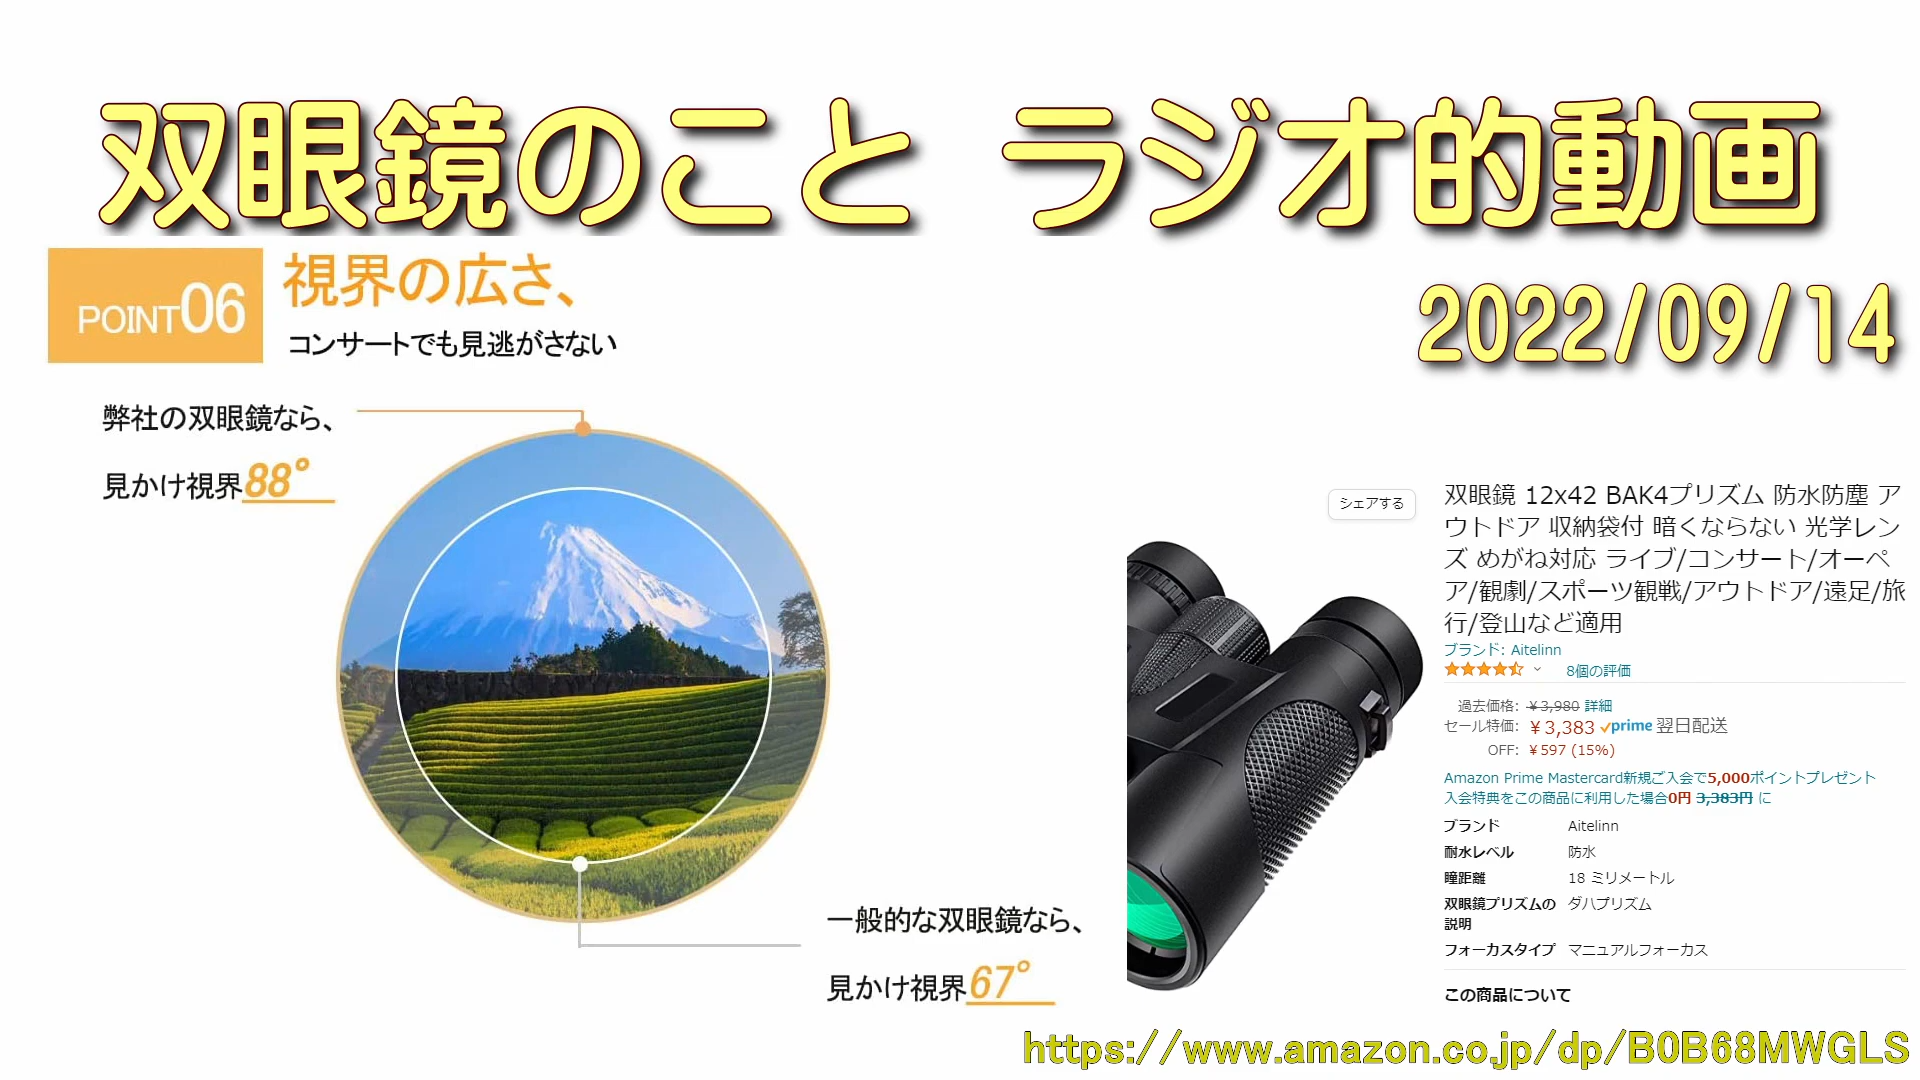 双眼鏡のこと ラジオ的動画
2022/09/14
POINT06
視界の広さ、
コンサートでも見逃がさない
弊社の双眼鏡なら、
見かけ視界88°
一般的な双眼鏡なら、
見かけ視界67°
シェアする
双眼鏡 12x42 BAK4プリズム 防水防塵 ア
ウトドア 収納袋付 暗くならない 光学レン
ズ めがね対応 ライブ/コンサート/オーペ
ア/観劇/スポーツ観戦/アウトドア/遠足/旅
行/登山など適用
ブランド: Aitelinn
8個の評価
過去価格: ￥3,980 詳細
セール特価: ￥3,383 prime 翌日配送
OFF: ￥597 (15%)
Amazon Prime Mastercard新規ご入会で5,000ポイントプレゼント
入会特典をこの商品に利用した場合0円 3,383円 に
ブランド Aitelinn
耐水レベル 防水
瞳距離 18 ミリメートル
双眼鏡プリズムの ダハプリズム
説明
フォーカスタイプ マニュアルフォーカス
この商品について
https://www.amazon.co.jp/dp/B0B68MWGLS